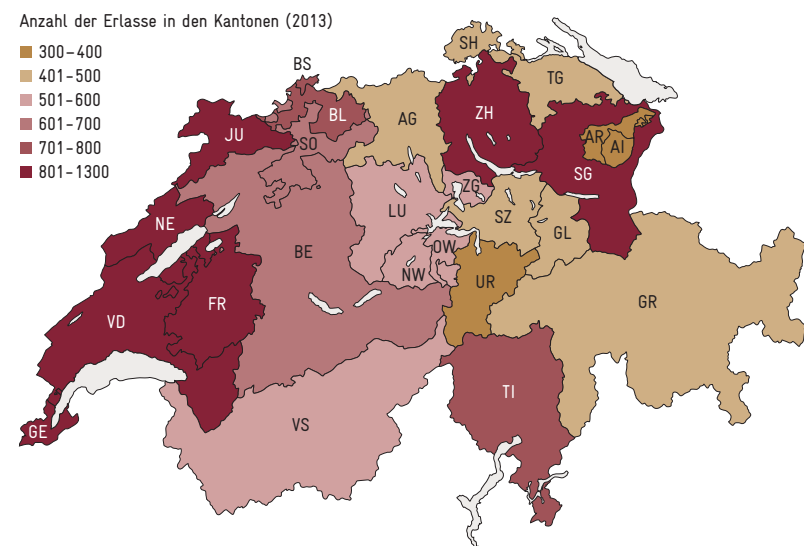 Anzahl der Erlasse in den Kantonen (2013)
300–400
401–500
501–600
601–700
701–800
801–1300
SH
BS
TG
BL
AG
ZH
JU
SO
AR
AI
SG
ZG
LU
SZ
NE
OW
GL
BE
NW
UR
FR
GR
VD
TI
VS
GE